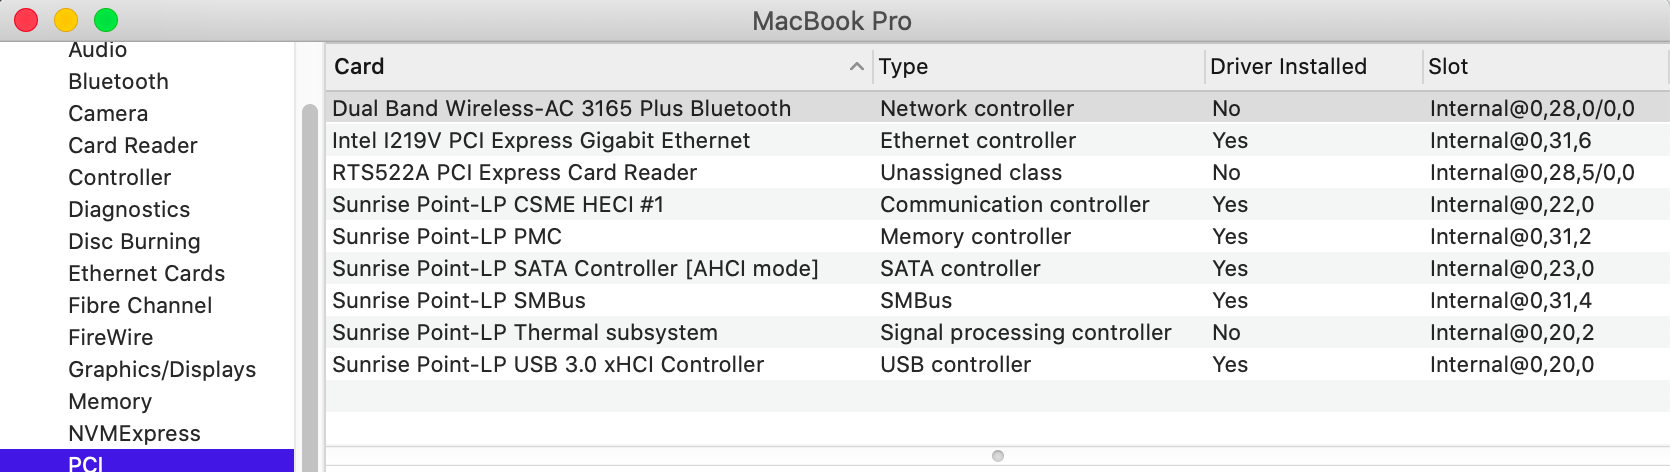 MacBook Pro
Audio
Bluetooth
Camera
Card Reader
Controller
Diagnostics
Disc Burning
Ethernet Cards
Fibre Channel
FireWire
Graphics/Displays
Memory
NVMExpress
PCI
Card Type Driver Installed Slot
Dual Band Wireless-AC 3165 Plus Bluetooth Network controller No Internal@0,28,0/0,0
Intel I219V PCI Express Gigabit Ethernet Ethernet controller Yes Internal@0,31,6
RTS522A PCI Express Card Reader Unassigned class No Internal@0,28,5/0,0
Sunrise Point-LP CSME HECI #1 Communication controller Yes Internal@0,22,0
Sunrise Point-LP PMC Memory controller Yes Internal@0,31,2
Sunrise Point-LP SATA Controller [AHCI mode] SATA controller Yes Internal@0,23,0
Sunrise Point-LP SMBus SMBus Yes Internal@0,31,4
Sunrise Point-LP Thermal subsystem Signal processing controller No Internal@0,20,2
Sunrise Point-LP USB 3.0 xHCI Controller USB controller Yes Internal@0,20,0